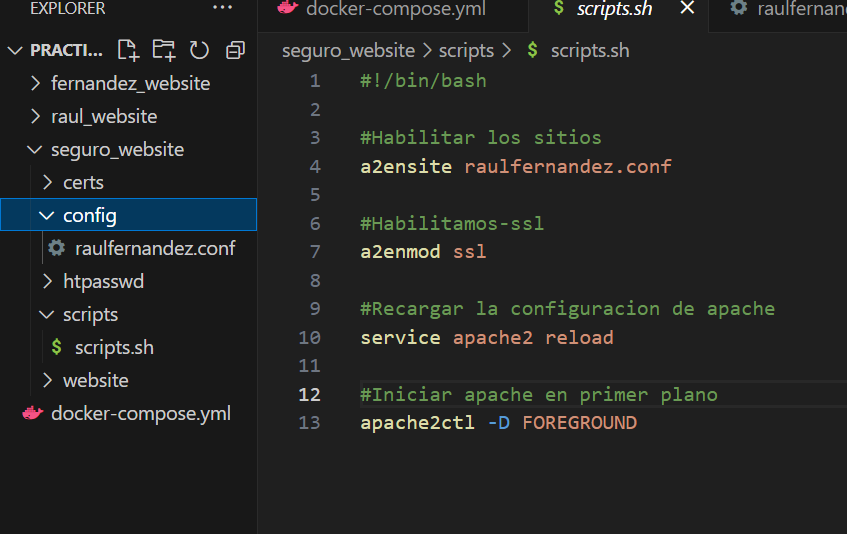 EXPLORER ...
PRACTI...
fernandez_website
raul_website
seguro_website
certs
config
raulfernandez.conf
htpasswd
scripts
$ scripts.sh
website
docker-compose.yml
docker-compose.yml $ scripts.sh × raulfernan
seguro_website > scripts > $ scripts.sh
1 #!/bin/bash
2
3 #Habilitar los sitios
4 a2ensite raulfernandez.conf
5
6 #Habilitamos-ssl
7 a2enmod ssl
8
9 #Recargar la configuracion de apache
10 service apache2 reload
11
12 #Iniciar apache en primer plano
13 apache2ctl -D FOREGROUND